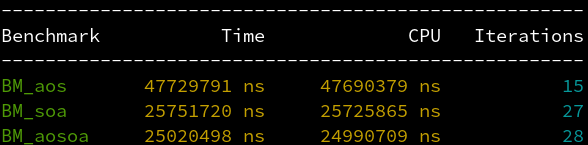 ----------------------------------------------------------
Benchmark                Time             CPU   Iterations
----------------------------------------------------------
BM_aos            47729791 ns     47690379 ns           15
BM_soa            25751720 ns     25725865 ns           27
BM_aosoa          25020498 ns     24990709 ns           28